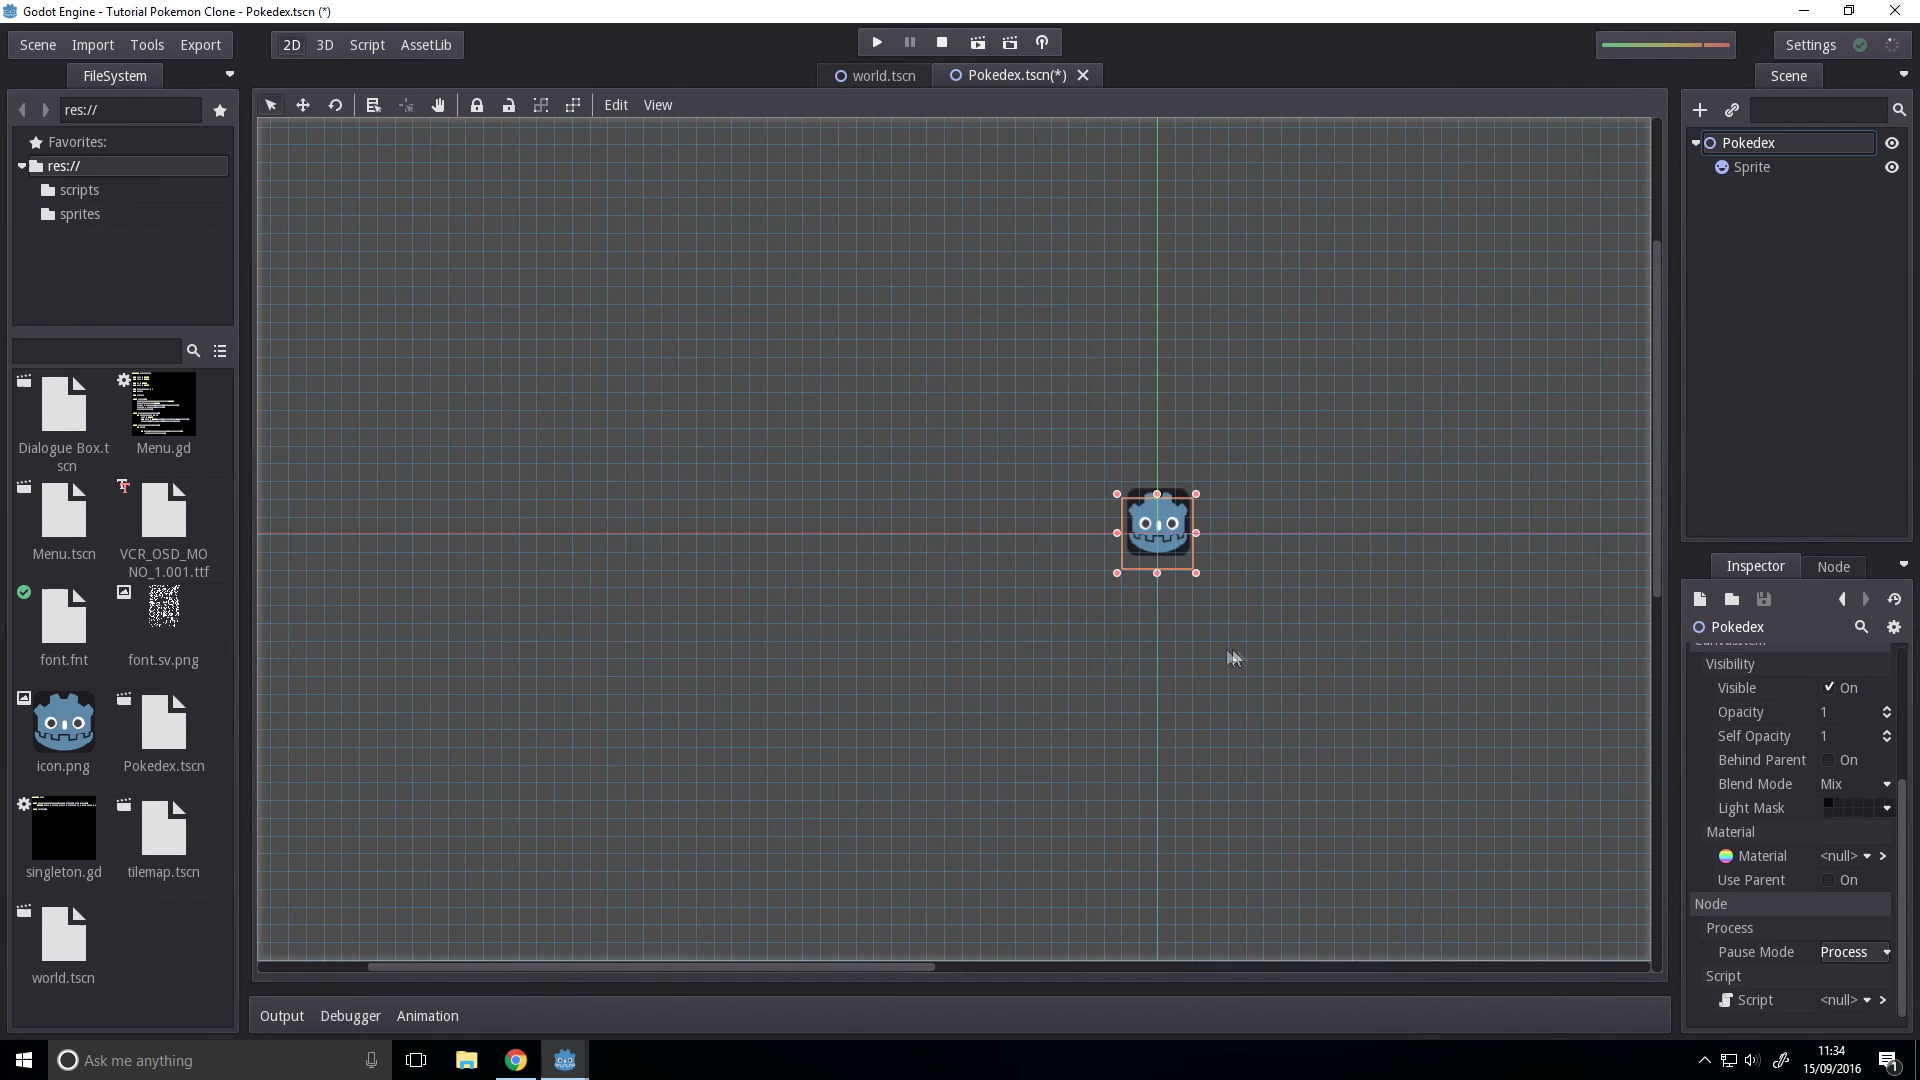 Godot Engine - Tutorial Pokemon Clone - Pokedex.tscn (*)
Scene Import Tools Export
2D 3D Script AssetLib
Settings
FileSystem
world.tscn
Pokedex.tscn(*)
Scene
res://
Edit View
Favorites:
res://
scripts
sprites
Pokedex
Sprite
Dialogue Box.t
scn
Menu.gd
Menu.tscn
VCR_OSD_MO
NO_1.001.ttf
font.fnt
font.sv.png
icon.png
Pokedex.tscn
singleton.gd
tilemap.tscn
world.tscn
Inspector Node
Pokedex
Visibility
Visible On
Opacity 1
Self Opacity 1
Behind Parent On
Blend Mode Mix
Light Mask
Material
Material <null>
Use Parent On
Node
Process
Pause Mode Process
Script
Script <null>
Output Debugger Animation
Ask me anything
11:34
15/09/2016
1